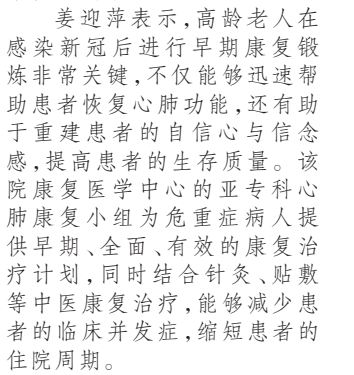 姜迎萍表示,高龄老人在
感染新冠后进行早期康复锻
炼非常关键,不仅能够迅速帮
助患者恢复心肺功能,还有助
于重建患者的自信心与信念
感,提高患者的生存质量。该
院康复医学中心的亚专科心
肺康复小组为危重症病人提
供早期、全面、有效的康复治
疗计划,同时结合针灸、贴敷
等中医康复治疗,能够减少患
者的临床并发症,缩短患者的
住院周期。